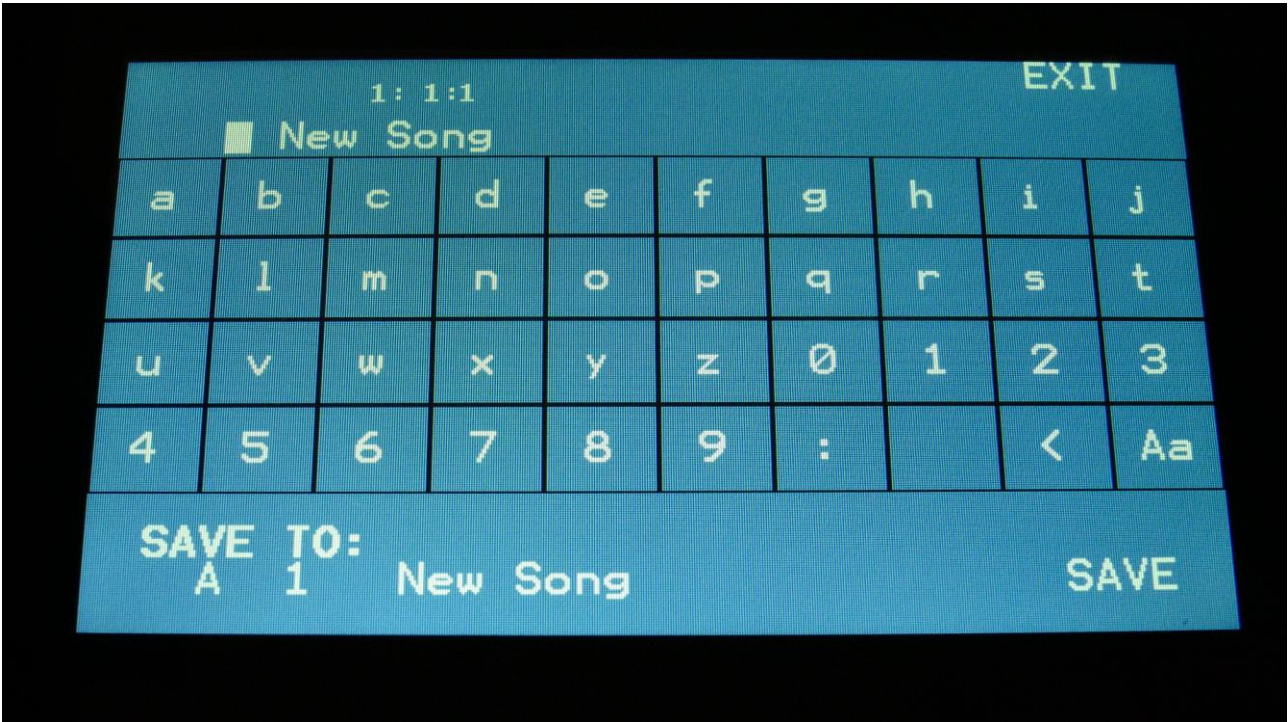 EXIT
1: 1:1
New Song
a b c d e f g h i j
k l m n o p q r s t
u v w x y z 0 1 2 3
4 5 6 7 8 9 : < Aa
SAVE TO:
A 1 New Song SAVE